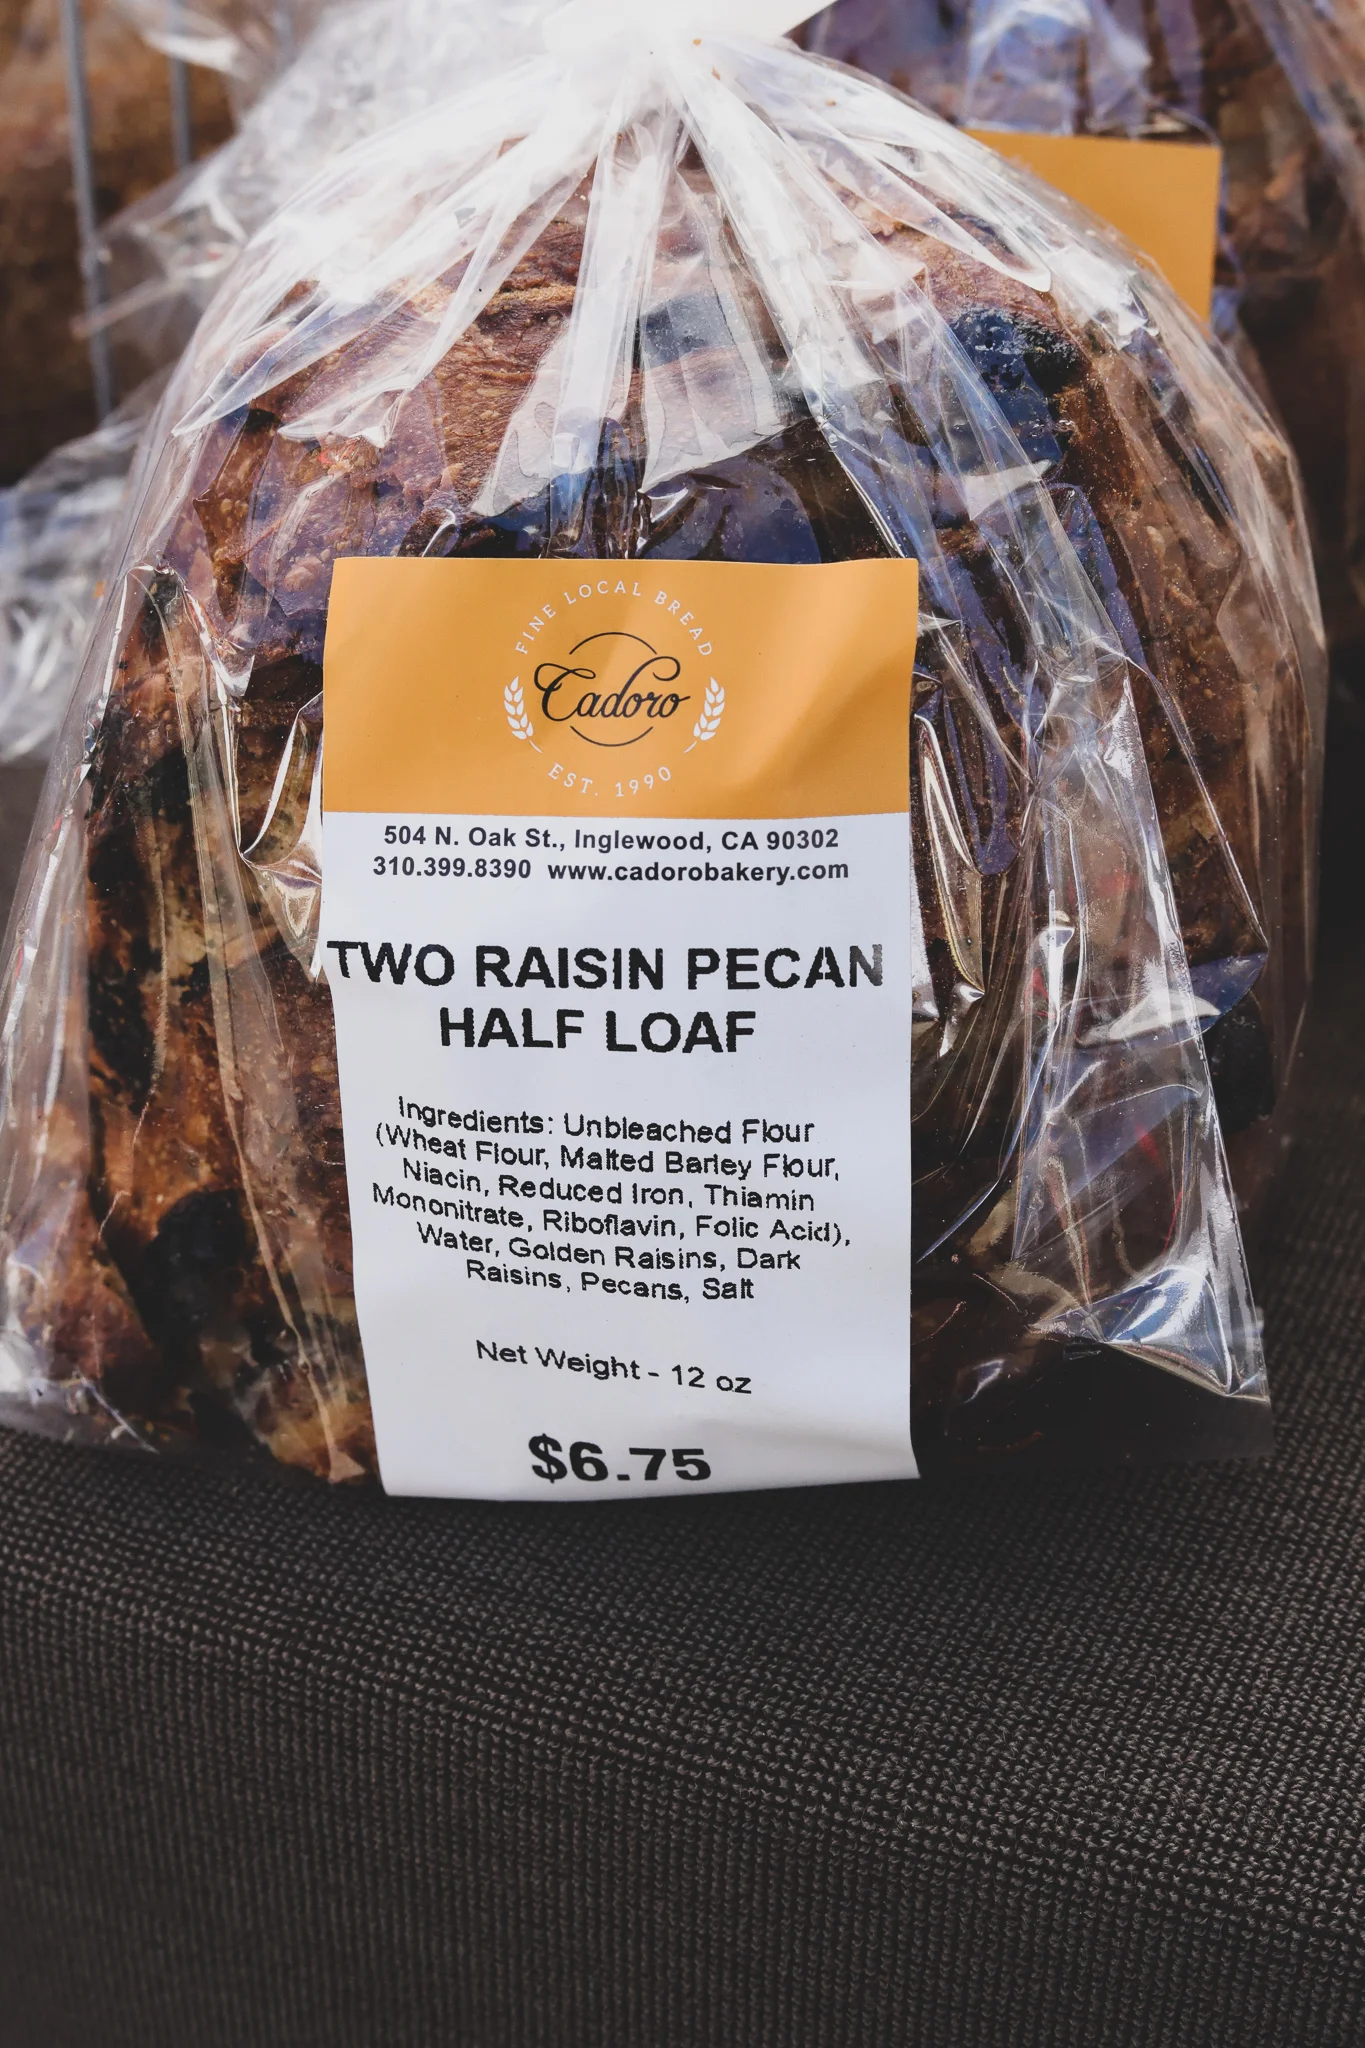 FINE LOCAL BREAD
Cadoro
EST. 1990
504 N. Oak St., Inglewood, CA 90302
310.399.8390 www.cadorobakery.com
TWO RAISIN PECAN
HALF LOAF
Ingredients: Unbleached Flour
(Wheat Flour, Malted Barley Flour,
Niacin, Reduced Iron, Thiamin
Mononitrate, Riboflavin, Folic Acid),
Water, Golden Raisins, Dark
Raisins, Pecans, Salt
Net Weight - 12 oz
$6.75